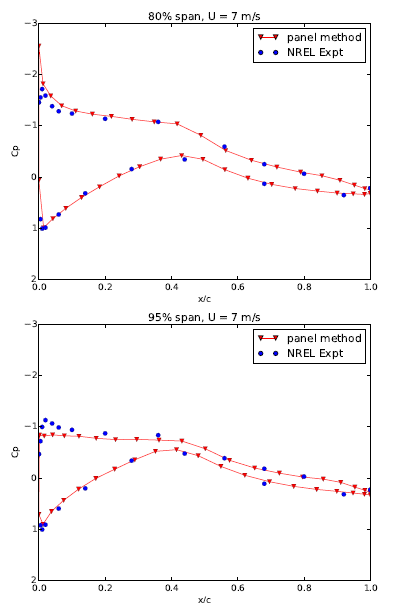 80% span, U = 7 m/s
−3
−2
−1
0
1
2
Cp
panel method
NREL Expt
0.0 0.2 0.4 0.6 0.8 1.0
x/c
95% span, U = 7 m/s
−3
−2
−1
0
1
2
Cp
panel method
NREL Expt
0.0 0.2 0.4 0.6 0.8 1.0
x/c